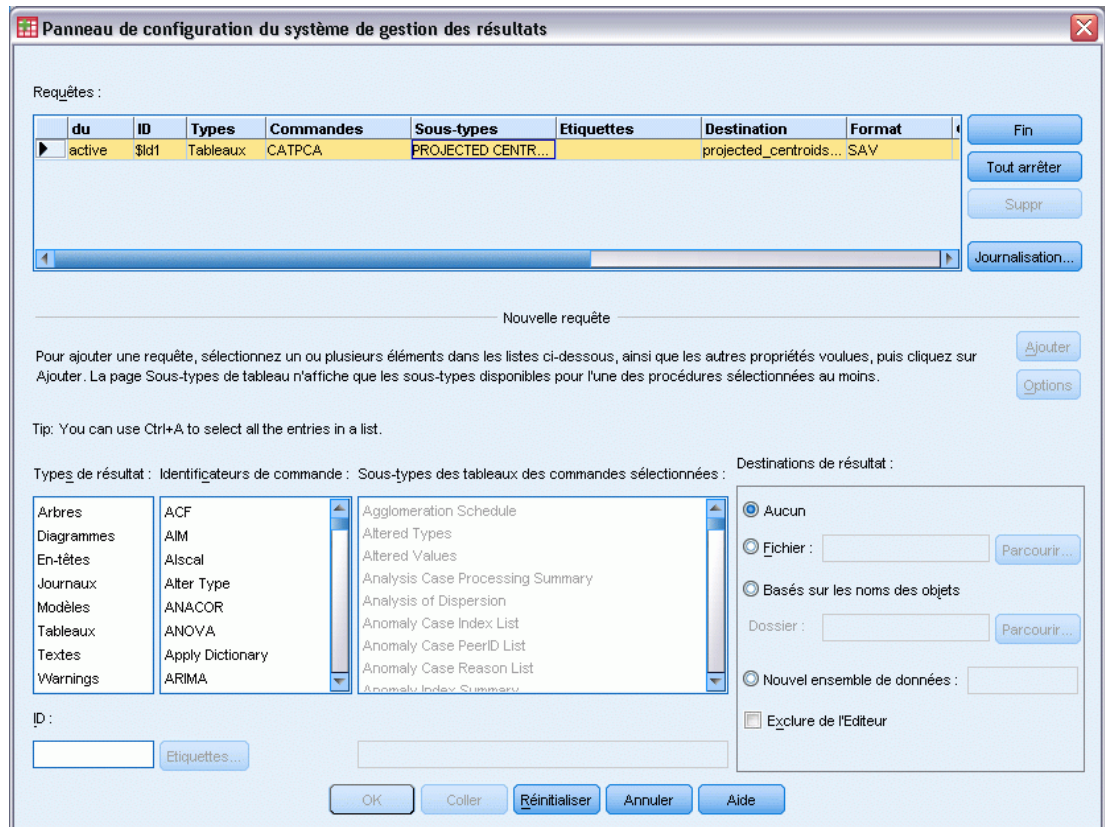 Panneau de configuration du système de gestion des résultats
Requêtes :
du ID Types Commandes Sous-types Etiquettes Destination Format
active $Id1 Tableaux CATPCA PROJECTED CENTR... projected_centroids... SAV
Fin
Tout arrêter
Suppr
Journalisation...
Nouvelle requête
Pour ajouter une requête, sélectionnez un ou plusieurs éléments dans les listes ci-dessous, ainsi que les autres propriétés voulues, puis cliquez sur
Ajouter. La page Sous-types de tableau n'affiche que les sous-types disponibles pour l'une des procédures sélectionnées au moins.
Ajouter
Options
Tip: You can use Ctrl+A to select all the entries in a list.
Types de résultat :
Arbres
Diagrammes
En-têtes
Journaux
Modèles
Tableaux
Textes
Warnings
Identificateurs de commande :
ACF
AIM
Alscal
Alter Type
ANACOR
ANOVA
Apply Dictionary
ARIMA
Sous-types des tableaux des commandes sélectionnées :
Agglomeration Schedule
Altered Types
Altered Values
Analysis Case Processing Summary
Analysis of Dispersion
Anomaly Case Index List
Anomaly Case PeerID List
Anomaly Case Reason List
Anomaly Index Summary
Destinations de résultat :
Aucun
Fichier :
Parcourir...
Basés sur les noms des objets
Dossier :
Parcourir...
Nouvel ensemble de données :
Exclure de l'Editeur
ID :
Etiquettes...
OK
Coller
Réinitialiser
Annuler
Aide